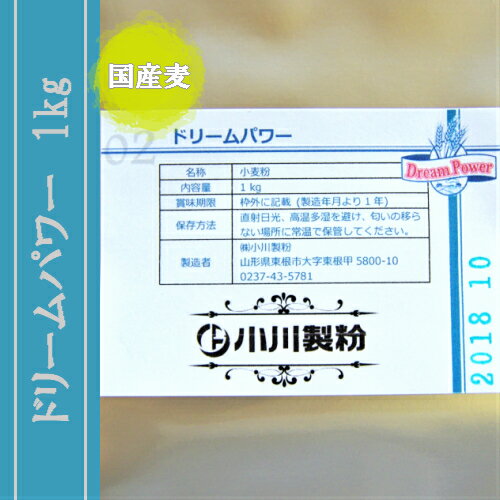 ドリームパワー 1kg
国産麦
02
ドリームパワー
Dream Power
名称 小麦粉
内容量 1 kg
賞味期限 枠外に記載 (製造年月より 1 年)
保存方法 直射日光、高温多湿を避け、匂いの移ら
ない場所に常温で保管してください。
製造者 ㈱小川製粉
山形県東根市大字東根甲 5800-10
0237-43-5781
小川製粉
2018 10